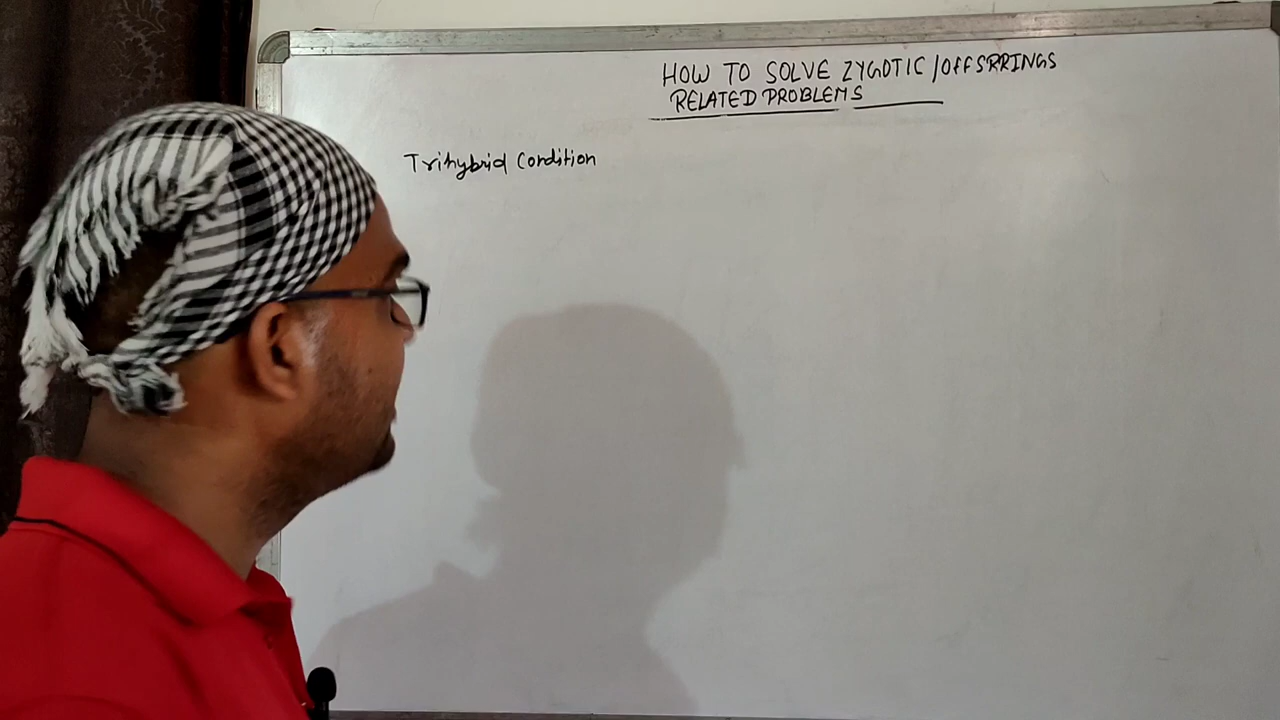 HOW TO SOLVE ZYGOTIC/OFFSRRINGS
RELATED PROBLEMS
Trihybrid Condition